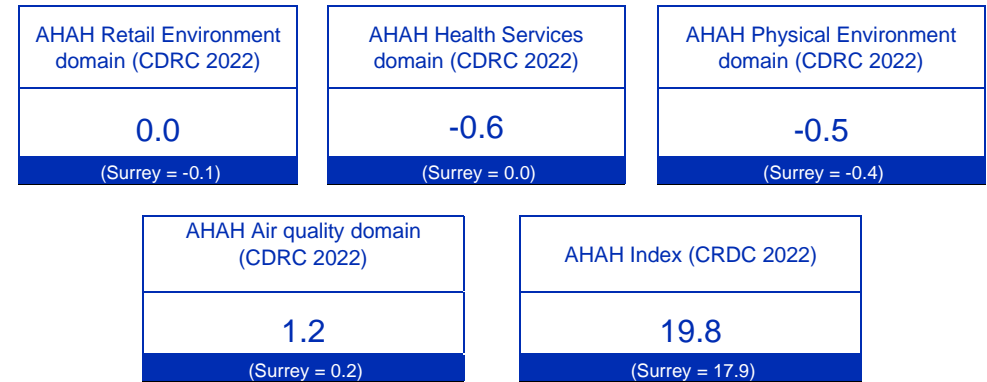 AHAH Retail Environment
domain (CDRC 2022)
0.0
(Surrey = -0.1)
AHAH Health Services
domain (CDRC 2022)
-0.6
(Surrey = 0.0)
AHAH Physical Environment
domain (CDRC 2022)
-0.5
(Surrey = -0.4)
AHAH Air quality domain
(CDRC 2022)
1.2
(Surrey = 0.2)
AHAH Index (CRDC 2022)
19.8
(Surrey = 17.9)